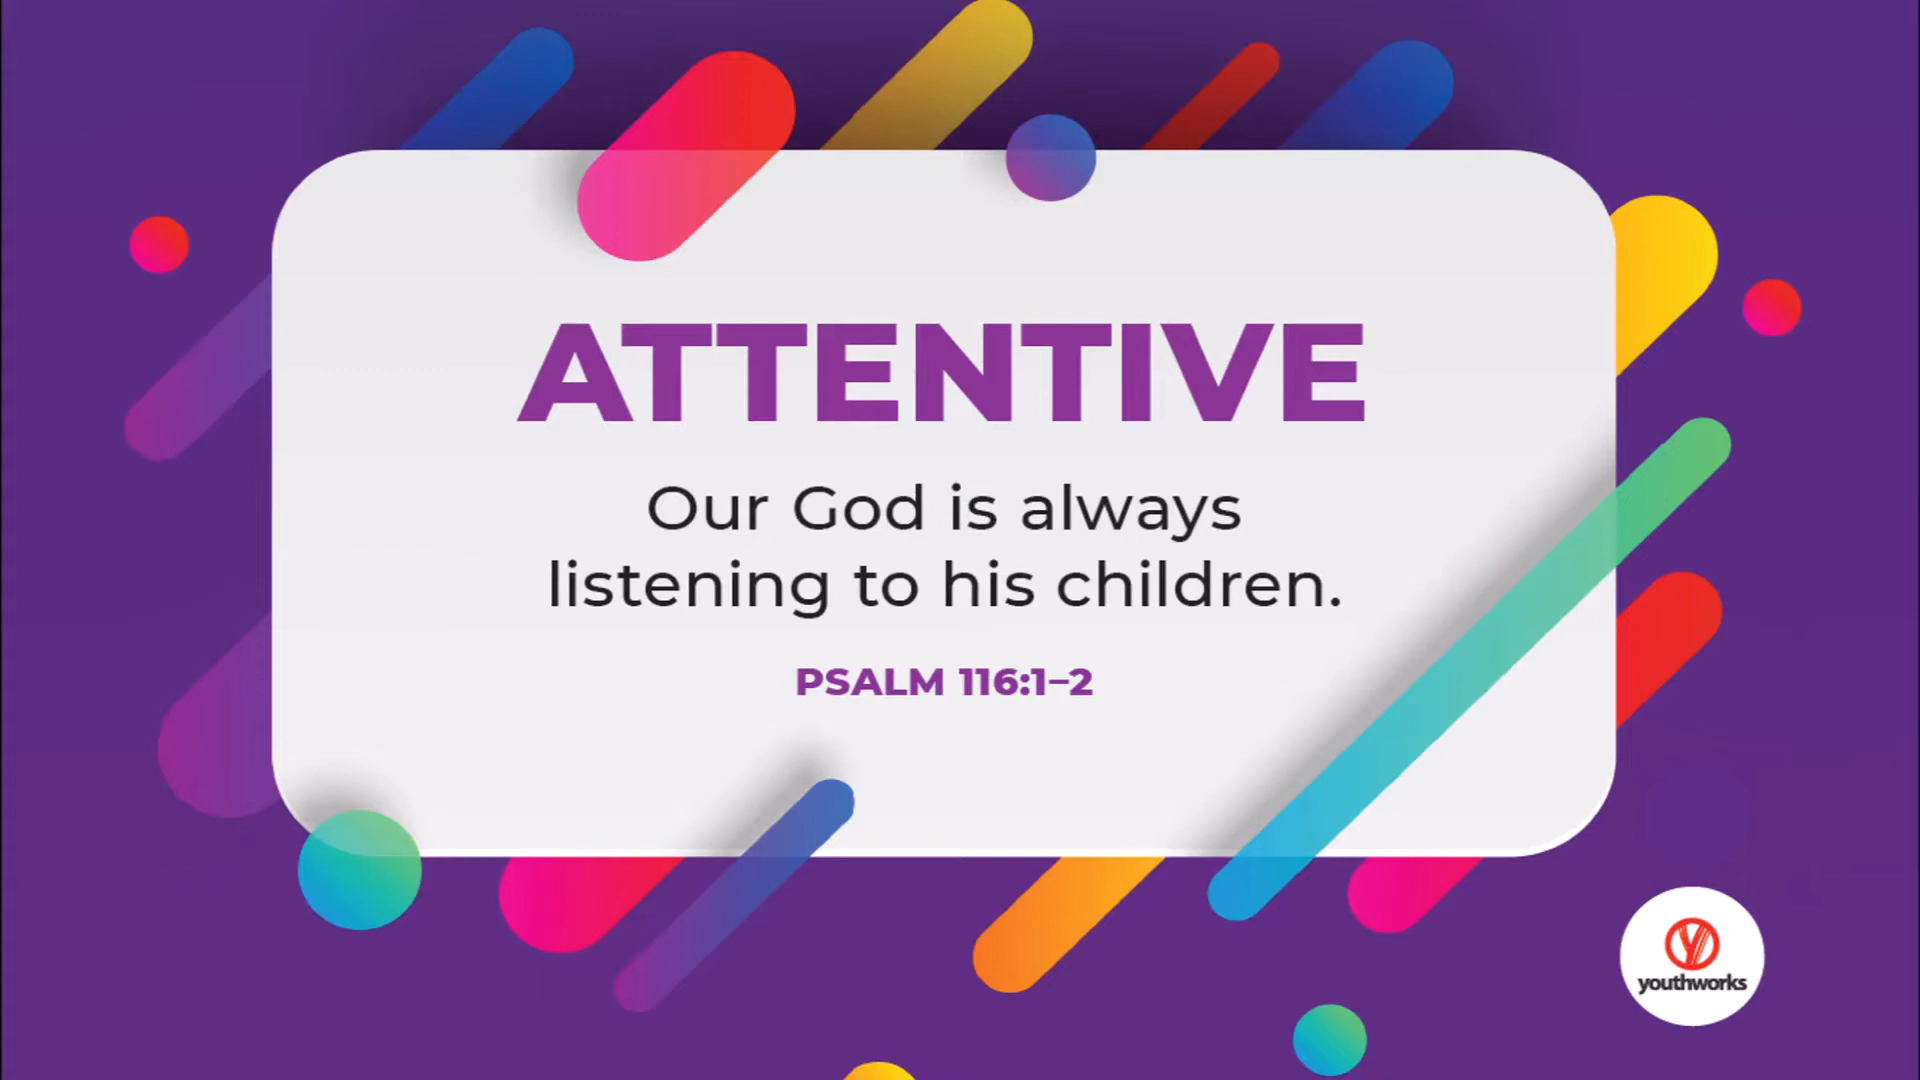 ATTENTIVE
Our God is always
listening to his children.
PSALM 116:1–2
youthworks